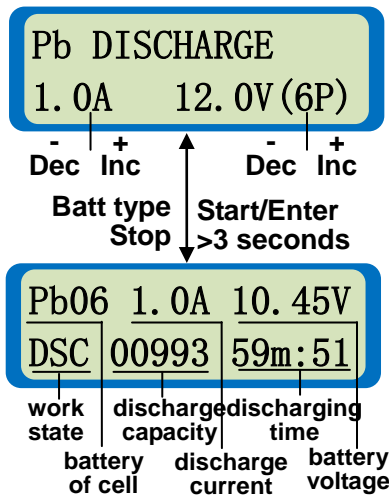 Pb DISCHARGE
1.0A 12.0V(6P)
- + - +
Dec Inc Dec Inc
Batt type Start/Enter
Stop >3 seconds
Pb06 1.0A 10.45V
DSC 00993 59m:51
work discharge discharging
state capacity time
battery discharge battery
of cell current voltage